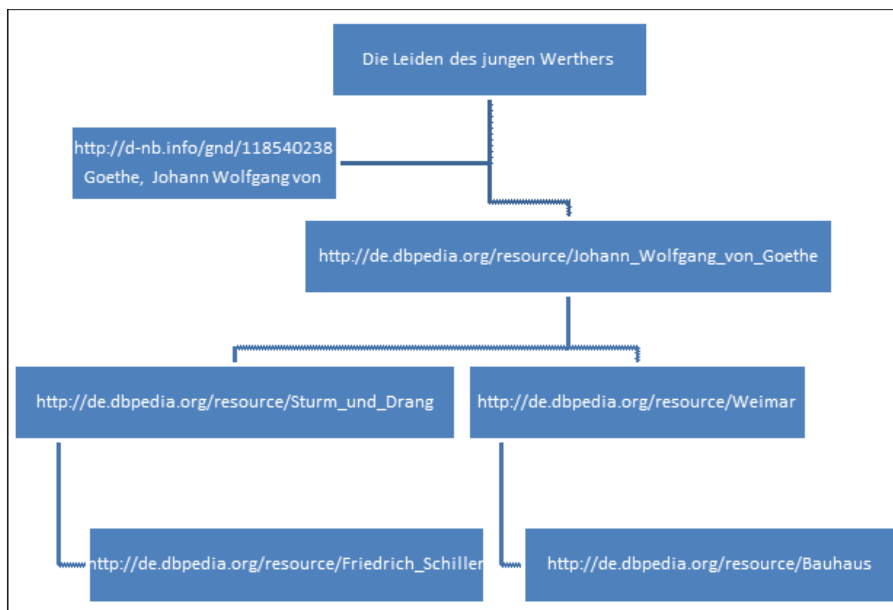 Die Leiden des jungen Werthers
http://d-nb.info/gnd/118540238
Goethe, Johann Wolfgang von
http://de.dbpedia.org/resource/Johann_Wolfgang_von_Goethe
http://de.dbpedia.org/resource/Sturm_und_Drang
http://de.dbpedia.org/resource/Weimar
http://de.dbpedia.org/resource/Friedrich_Schiller
http://de.dbpedia.org/resource/Bauhaus